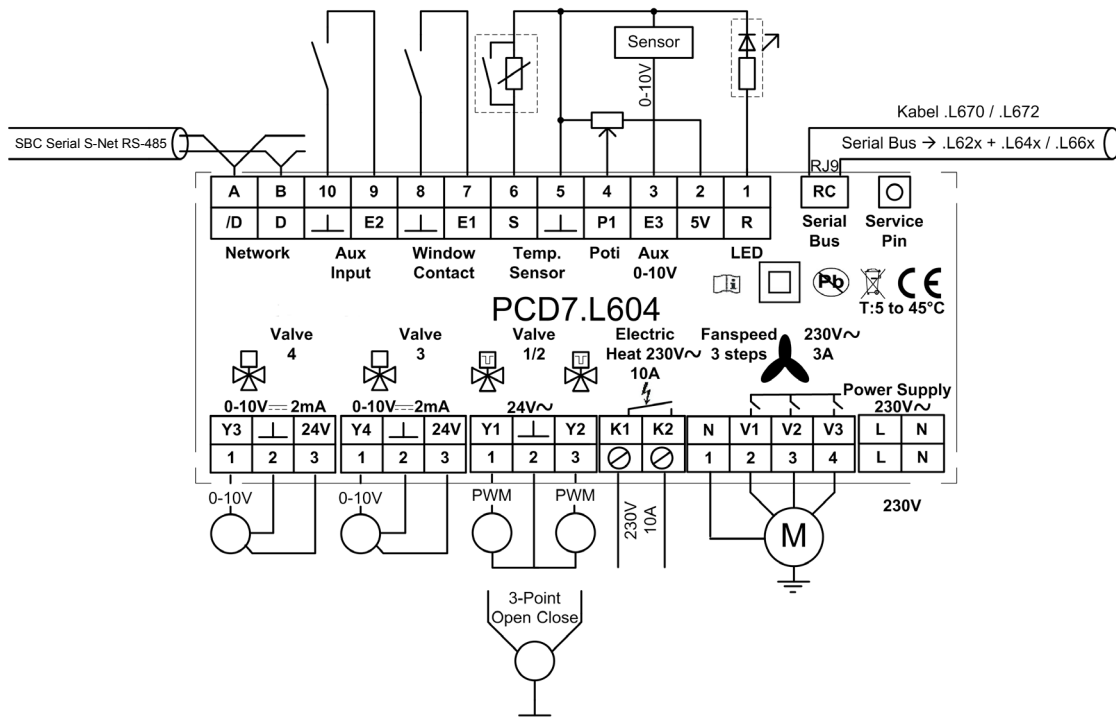 Sensor
0-10V
Kabel .L670 / .L672
SBC Serial S-Net RS-485
Serial Bus → .L62x + .L64x / .L66x
RJ9
A B 10 9 8 7 6 5 4 3 2 1
/D D ⊥ E2 ⊥ E1 S ⊥ P1 E3 5V R
RC
Network
Aux
Input
Window
Contact
Temp.
Sensor
Poti
Aux
0-10V
LED
Serial
Bus
Service
Pin
i
Pb
CE
T:5 to 45°C
PCD7.L604
Valve
4
Valve
3
Valve
1/2
Electric
Heat 230V~
10A
Fanspeed
3 steps
230V~
3A
Power Supply
230V~
0-10V⎓2mA
0-10V⎓2mA
24V~
Y3 ⊥ 24V
1 2 3
Y4 ⊥ 24V
1 2 3
Y1 ⊥ Y2
1 2 3
K1 K2
N V1 V2 V3
1 2 3 4
L N
L N
0-10V
0-10V
PWM
PWM
230V
10A
M
230V
3-Point
Open Close